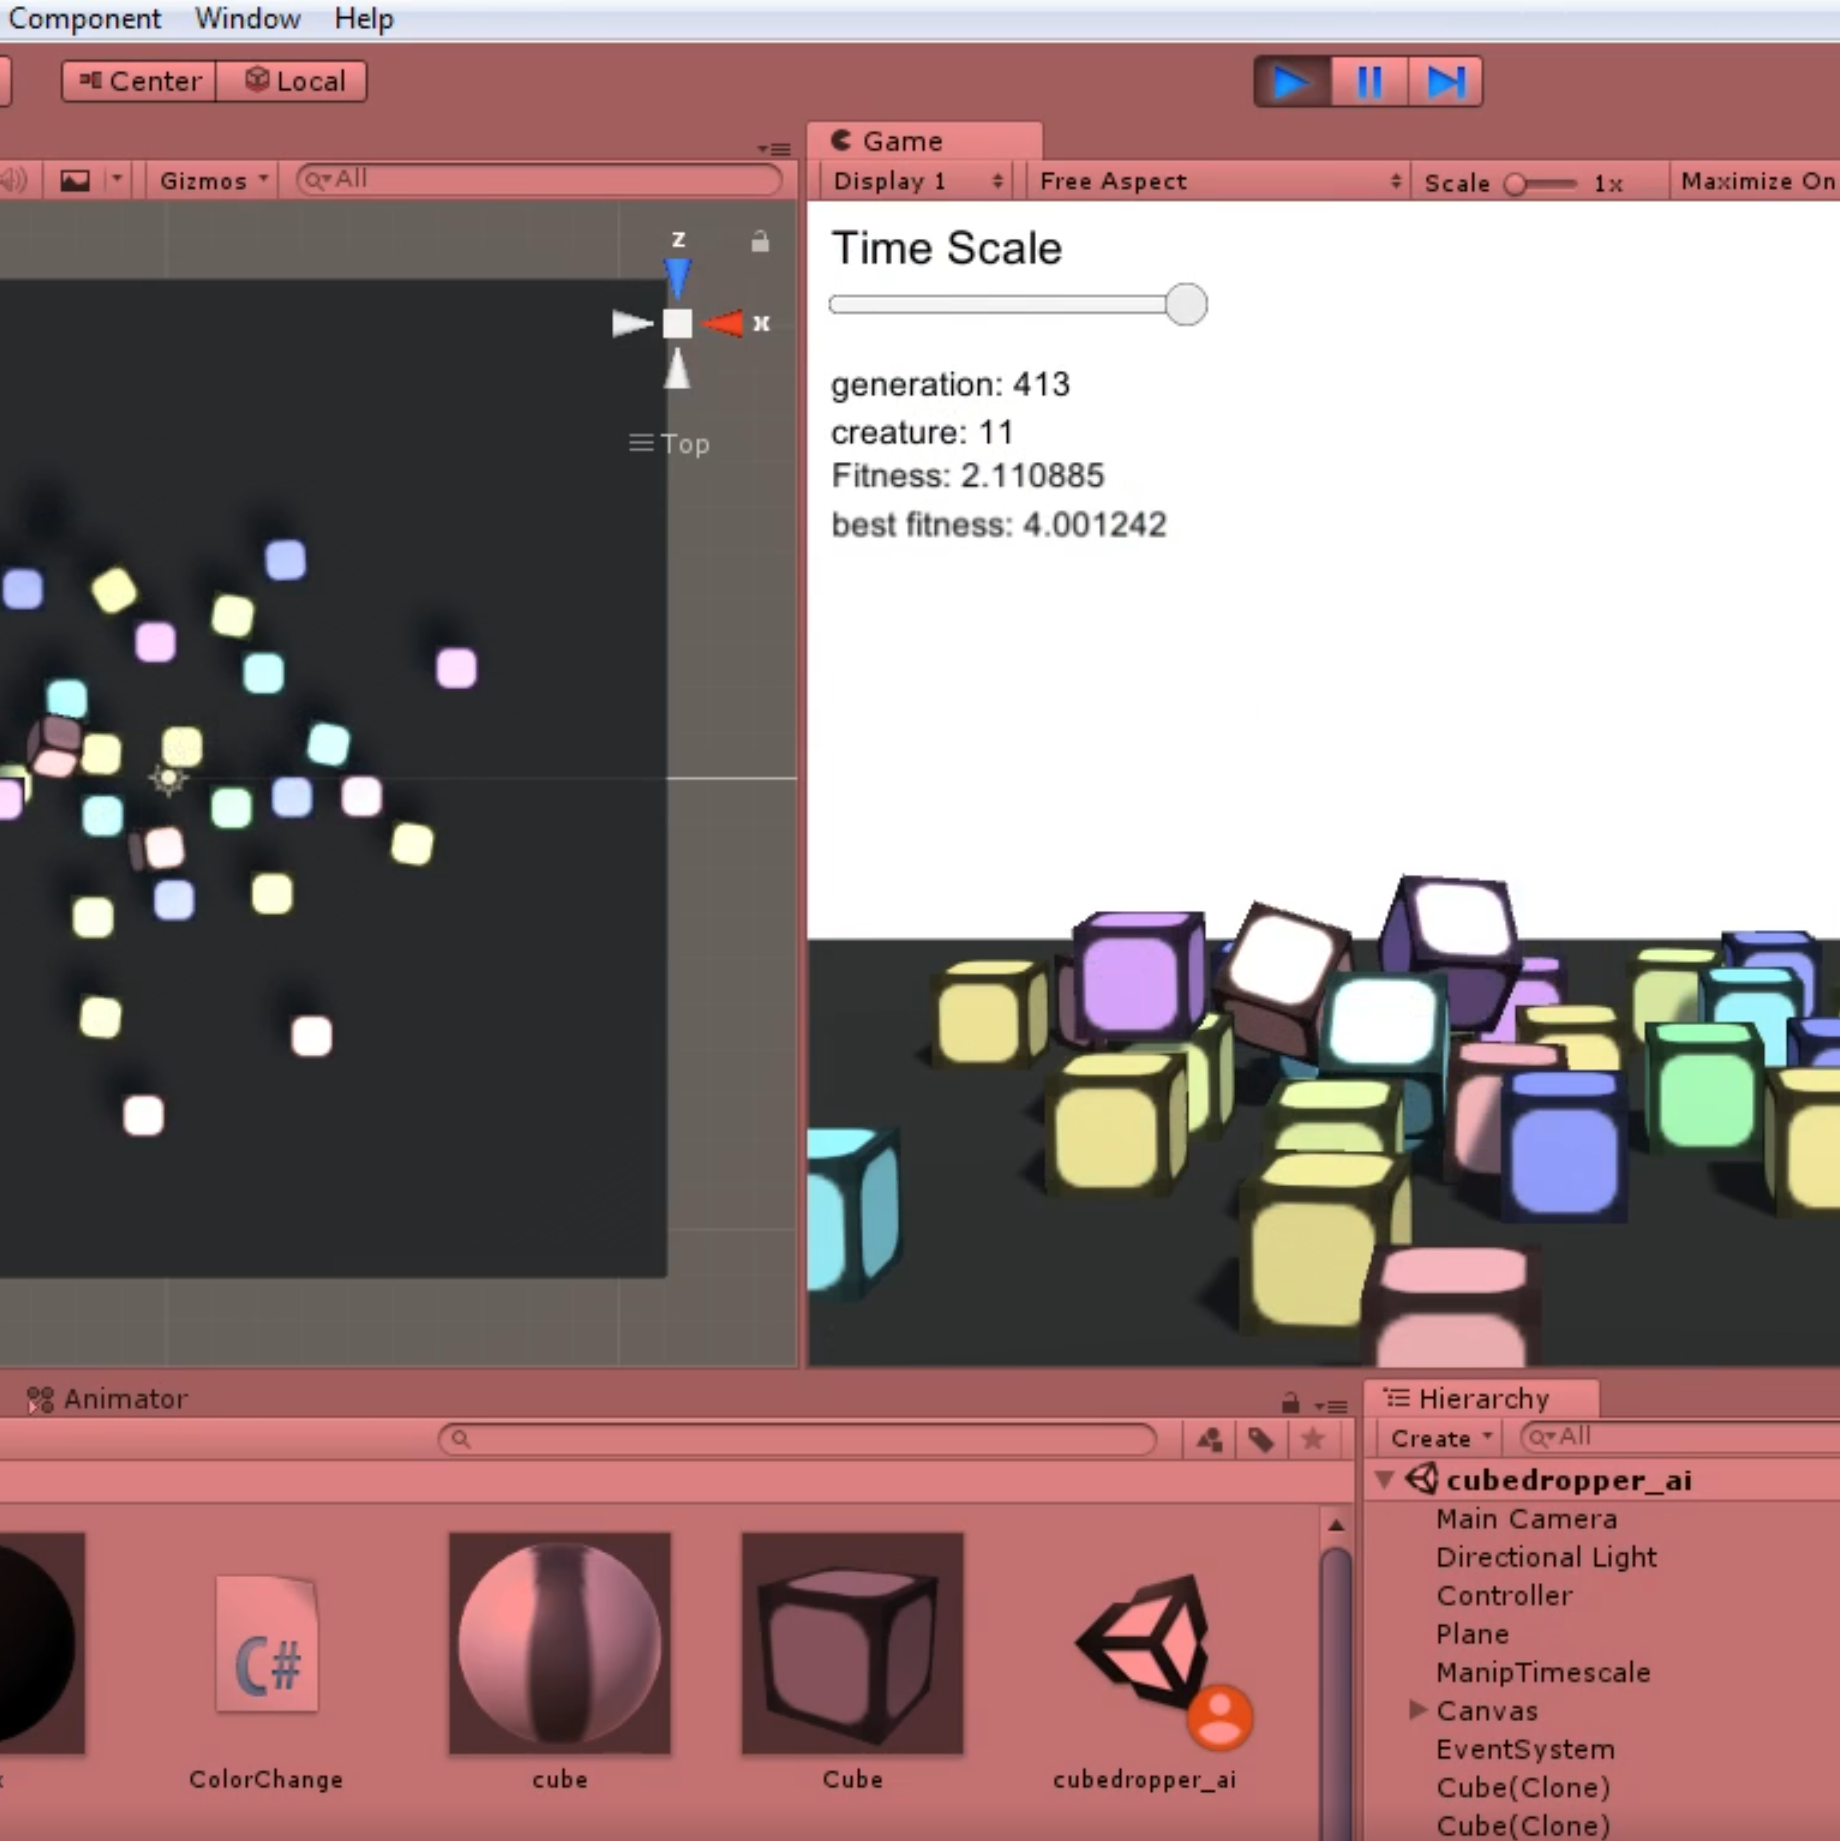 Component Window Help
Center Local
Game
Gizmos All
Display 1 Free Aspect Scale 1x Maximize On
z
x
Top
Time Scale
generation: 413
creature: 11
Fitness: 2.110885
best fitness: 4.001242
Animator
Hierarchy
Create All
cubedropper_ai
Main Camera
Directional Light
Controller
Plane
ManipTimescale
Canvas
EventSystem
Cube(Clone)
Cube(Clone)
C#
ColorChange cube Cube cubedropper_ai